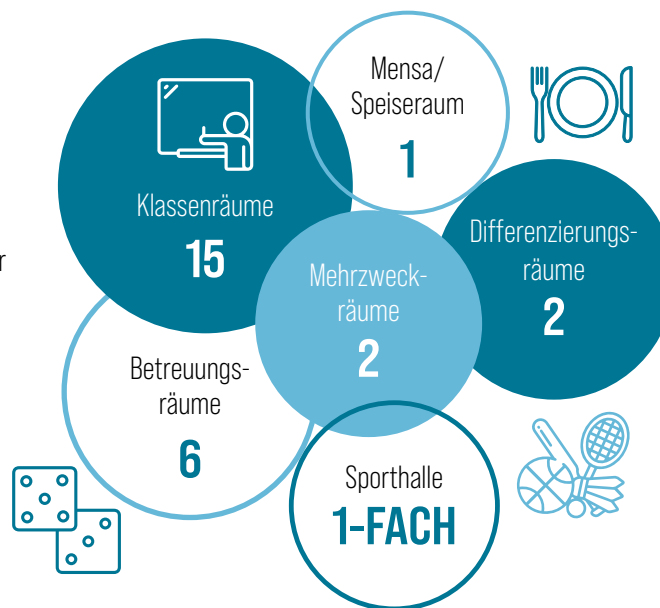 Mensa/
Speiseraum
1
Klassenräume
15
Differenzierungs-
räume
2
r
Mehrzweck-
räume
2
Betreuungs-
räume
6
Sporthalle
1-FACH